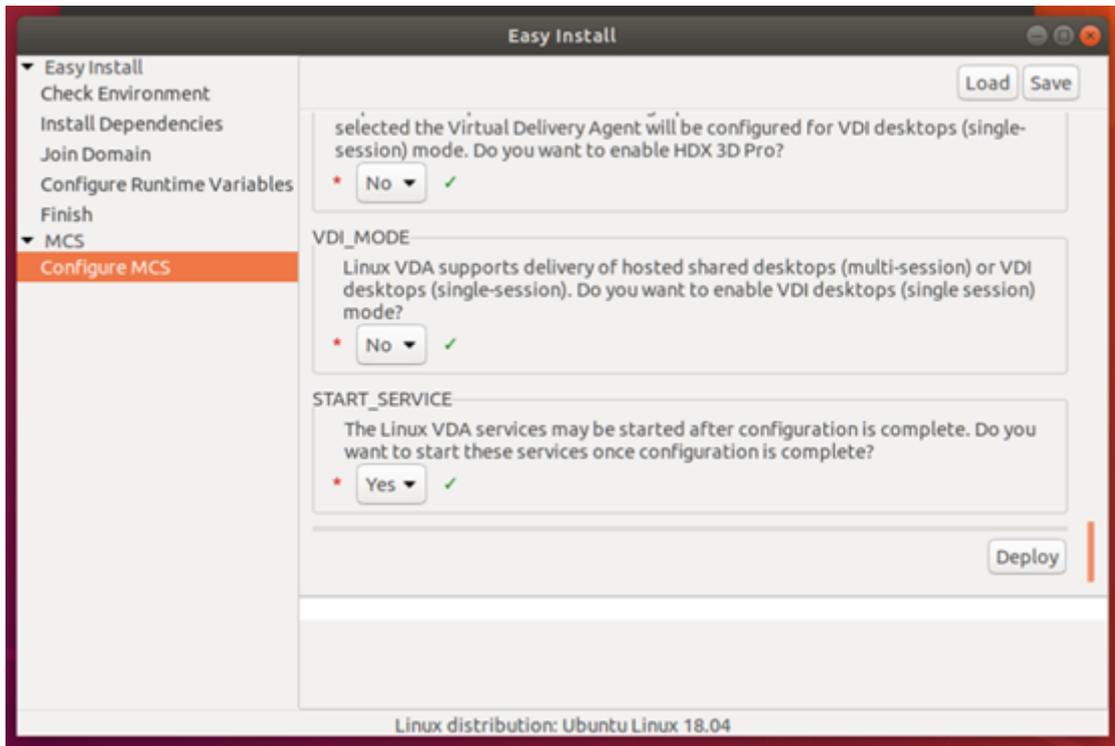 Easy Install
Easy Install
Check Environment
Install Dependencies
Join Domain
Configure Runtime Variables
Finish
MCS
Configure MCS
Load Save
selected the Virtual Delivery Agent will be configured for VDI desktops (single-
session) mode. Do you want to enable HDX 3D Pro?
* No ✓
VDI_MODE
Linux VDA supports delivery of hosted shared desktops (multi-session) or VDI
desktops (single-session). Do you want to enable VDI desktops (single session)
mode?
* No ✓
START_SERVICE
The Linux VDA services may be started after configuration is complete. Do you
want to start these services once configuration is complete?
* Yes ✓
Deploy
Linux distribution: Ubuntu Linux 18.04